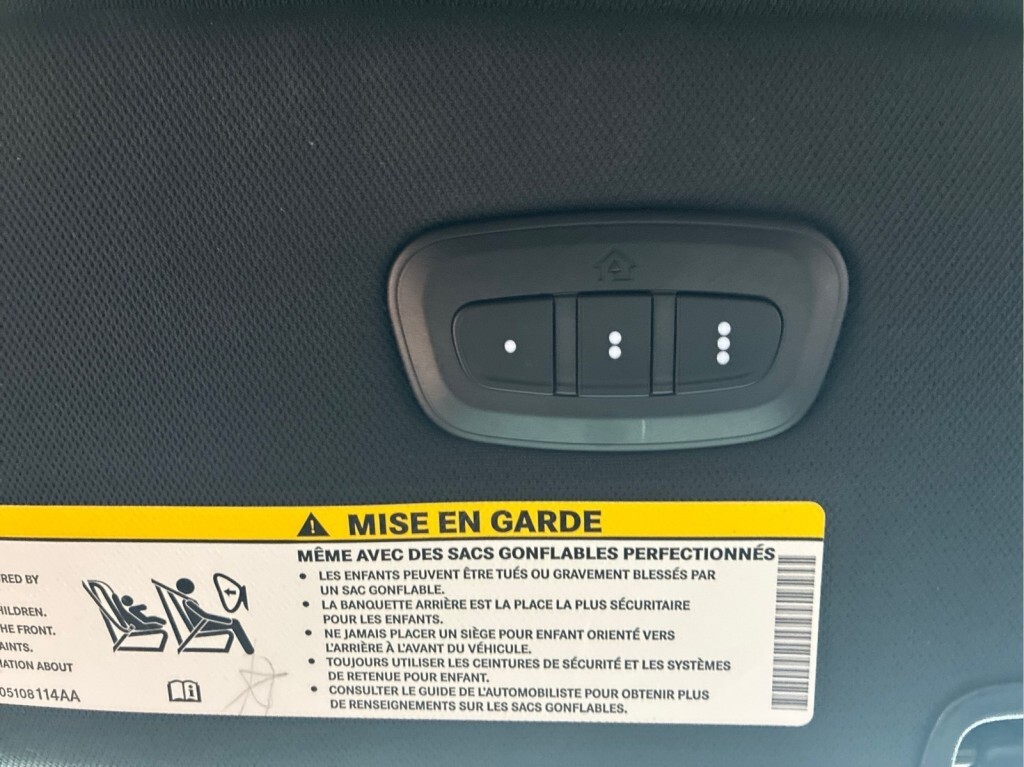 MISE EN GARDE
MÊME AVEC DES SACS GONFLABLES PERFECTIONNÉS
• LES ENFANTS PEUVENT ÊTRE TUÉS OU GRAVEMENT BLESSÉS PAR
UN SAC GONFLABLE.
• LA BANQUETTE ARRIÈRE EST LA PLACE LA PLUS SÉCURITAIRE
POUR LES ENFANTS.
• NE JAMAIS PLACER UN SIÈGE POUR ENFANT ORIENTÉ VERS
L'ARRIÈRE À L'AVANT DU VÉHICULE.
• TOUJOURS UTILISER LES CEINTURES DE SÉCURITÉ ET LES SYSTÈMES
DE RETENUE POUR ENFANT.
• CONSULTER LE GUIDE DE L'AUTOMOBILISTE POUR OBTENIR PLUS
DE RENSEIGNEMENTS SUR LES SACS GONFLABLES.
RED BY
HILDREN.
HE FRONT.
AINTS.
ATION ABOUT
05108114AA